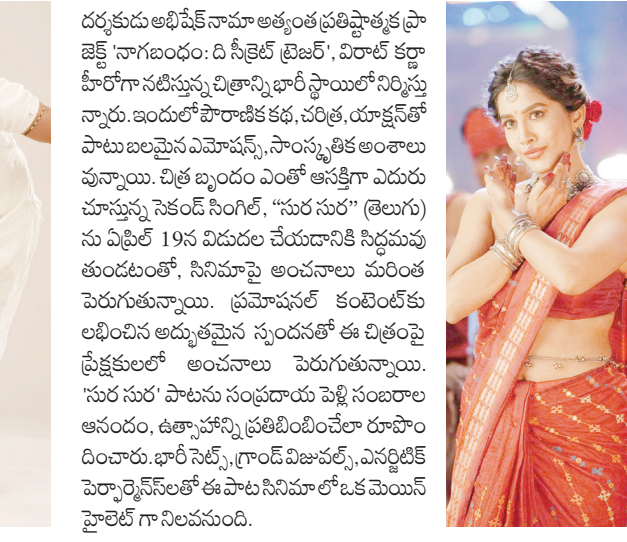 దర్శకుడు అభిషేక్ నామా అత్యంత ప్రతిష్టాత్మక ప్రా
జెక్ట్ 'నాగబంధం: ది సీక్రెట్ ట్రెజర్', విరాట్ కర్ణా
హీరోగా నటిస్తున్న చిత్రాన్ని భారీ స్థాయిలో నిర్మిస్తు
న్నారు. ఇందులో పౌరాణిక కథ, చరిత్ర, యాక్షన్‌తో
పాటు బలమైన ఎమోషన్స్, సాంస్కృతిక అంశాలు
వున్నాయి. చిత్ర బృందం ఎంతో ఆసక్తిగా ఎదురు
చూస్తున్న సెకండ్ సింగిల్, “సుర సుర” (తెలుగు)
ను ఏప్రిల్ 19న విడుదల చేయడానికి సిద్ధమవు
తుండటంతో, సినిమాపై అంచనాలు మరింత
పెరుగుతున్నాయి. ప్రమోషనల్ కంటెంట్‌కు
లభించిన అద్భుతమైన స్పందనతో ఈ చిత్రంపై
ప్రేక్షకులలో అంచనాలు పెరుగుతున్నాయి.
'సుర సుర' పాటను సంప్రదాయ పెళ్లి సంబరాల
ఆనందం, ఉత్సాహాన్ని ప్రతిబింబించేలా రూపొం
దించారు. భారీ సెట్స్, గ్రాండ్ విజువల్స్, ఎనర్జిటిక్
పెర్ఫార్మెన్స్‌లతో ఈ పాట సినిమా లో ఒక మెయిన్
హైలెట్ గా నిలవనుంది.